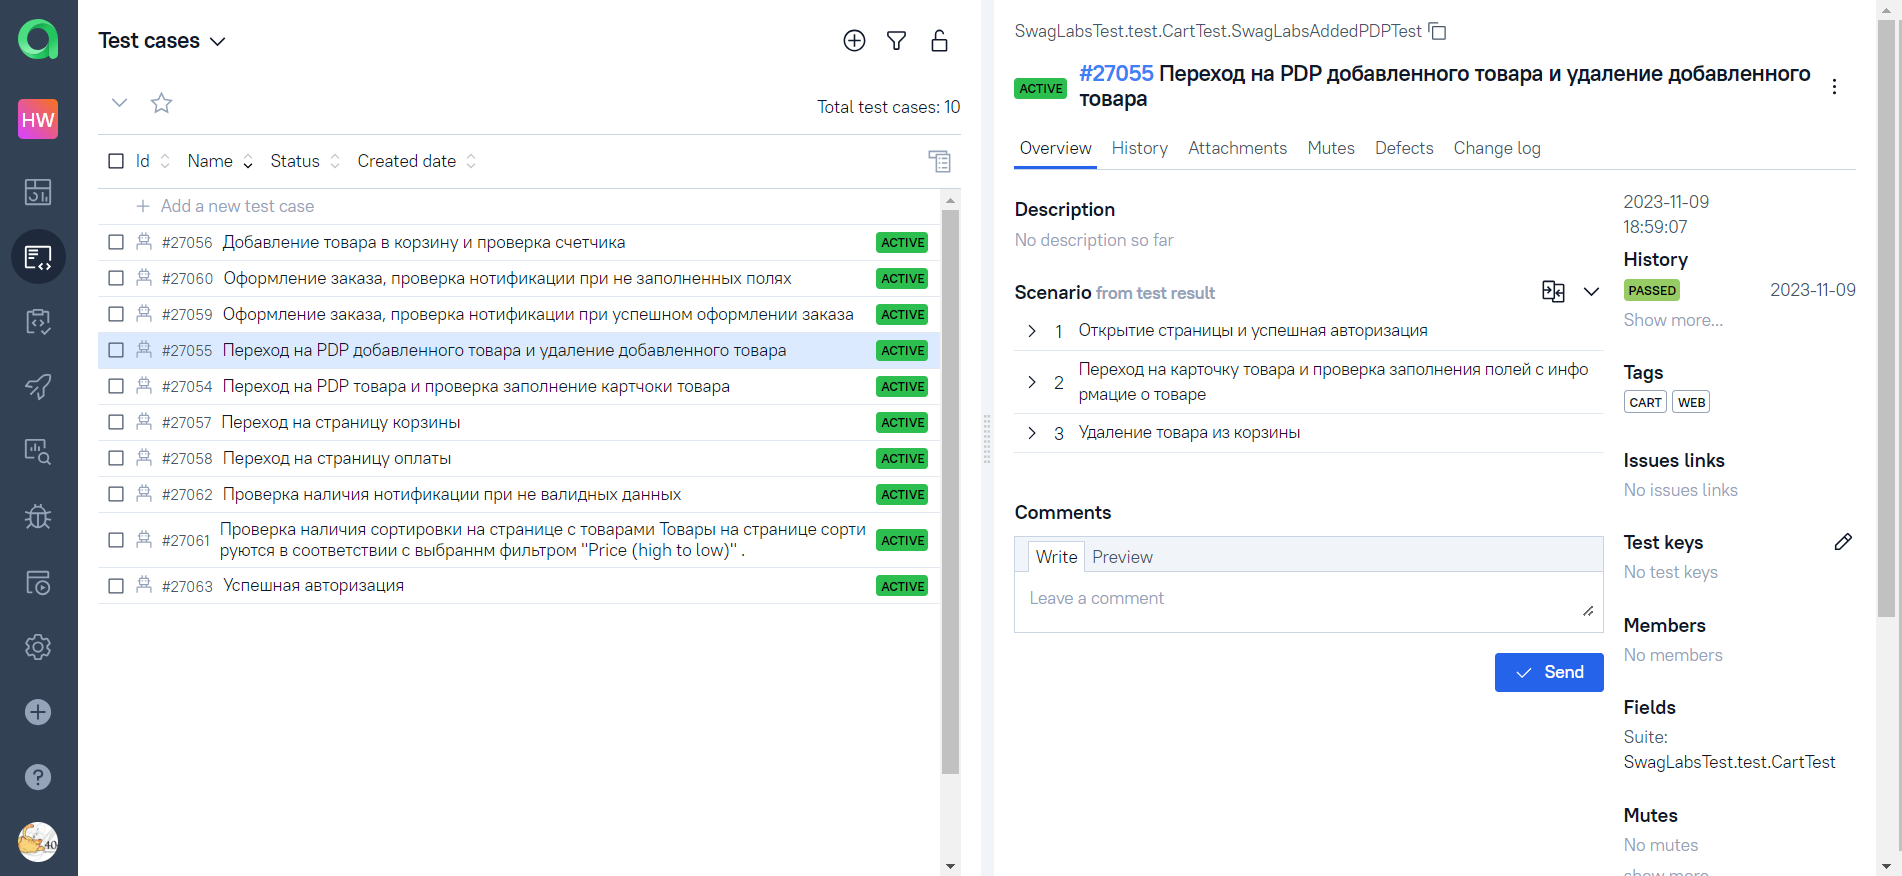 HW
40
Test cases
Total test cases: 10
Id Name Status Created date
Add a new test case
#27056 Добавление товара в корзину и проверка счетчика ACTIVE
#27060 Оформление заказа, проверка нотификации при не заполненных полях ACTIVE
#27059 Оформление заказа, проверка нотификации при успешном оформлении заказа ACTIVE
#27055 Переход на PDP добавленного товара и удаление добавленного товара ACTIVE
#27054 Переход на PDP товара и проверка заполнение картчоки товара ACTIVE
#27057 Переход на страницу корзины ACTIVE
#27058 Переход на страницу оплаты ACTIVE
#27062 Проверка наличия нотификации при не валидных данных ACTIVE
#27061 Проверка наличия сортировки на странице с товарами Товары на странице сорти
руются в соответствии с выбраннм фильтром "Price (high to low)" . ACTIVE
#27063 Успешная авторизация ACTIVE
SwagLabsTest.test.CartTest.SwagLabsAddedPDPTest
ACTIVE #27055 Переход на PDP добавленного товара и удаление добавленного
товара
Overview History Attachments Mutes Defects Change log
Description
No description so far
Scenario from test result
1 Открытие страницы и успешная авторизация
2 Переход на карточку товара и проверка заполнения полей с инфо
рмацие о товаре
3 Удаление товара из корзины
Comments
Write Preview
Leave a comment
Send
2023-11-09
18:59:07
History
PASSED 2023-11-09
Show more...
Tags
CART WEB
Issues links
No issues links
Test keys
No test keys
Members
No members
Fields
Suite:
SwagLabsTest.test.CartTest
Mutes
No mutes
show more